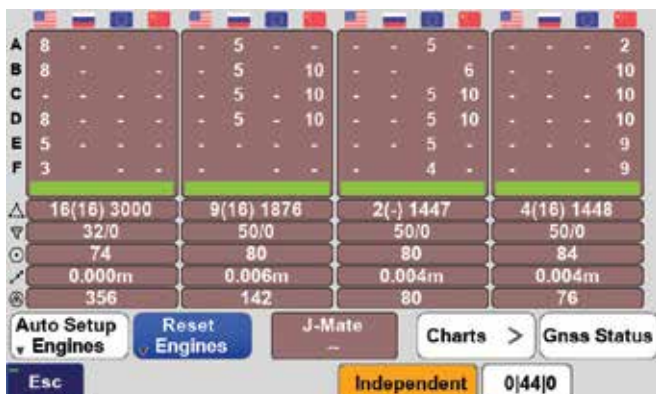 A 8 - - - - 5 - - - - 5 - - - - 2
B 8 - - - - 5 10 - - 6 - - - 10
C - - - - - 5 - 10 - - 5 10 - - - 10
D 8 - - - - 5 - 10 - - 5 10 - - - 10
E 5 - - - - - - - - - 5 - - - - 9
F 3 - - - - - - - 4 - - - 9
16(16) 3000 9(16) 1876 2(-) 1447 4(16) 1448
32/0 50/0 50/0 50/0
74 80 80 84
0.000m 0.006m 0.004m 0.004m
356 142 80 76
Auto Setup Engines
Reset Engines
J-Mate --
Charts >
Gnss Status
Esc
Independent
0|44|0